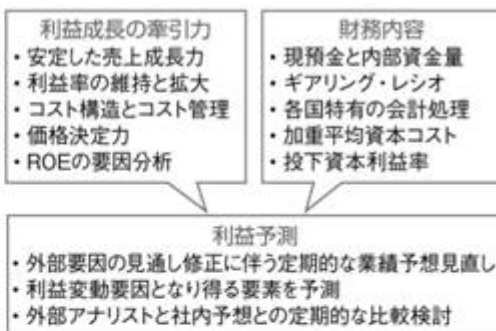 利益成長の牽引力
・安定した売上成長力
・利益率の維持と拡大
・コスト構造とコスト管理
・価格決定力
・ROEの要因分析
財務内容
・現預金と内部資金量
・ギアリング・レシオ
・各国特有の会計処理
・加重平均資本コスト
・投下資本利益率
利益予測
・外部要因の見通し修正に伴う定期的な業績予想見直し
・利益変動要因となり得る要素を予測
・外部アナリストと社内予想との定期的な比較検討